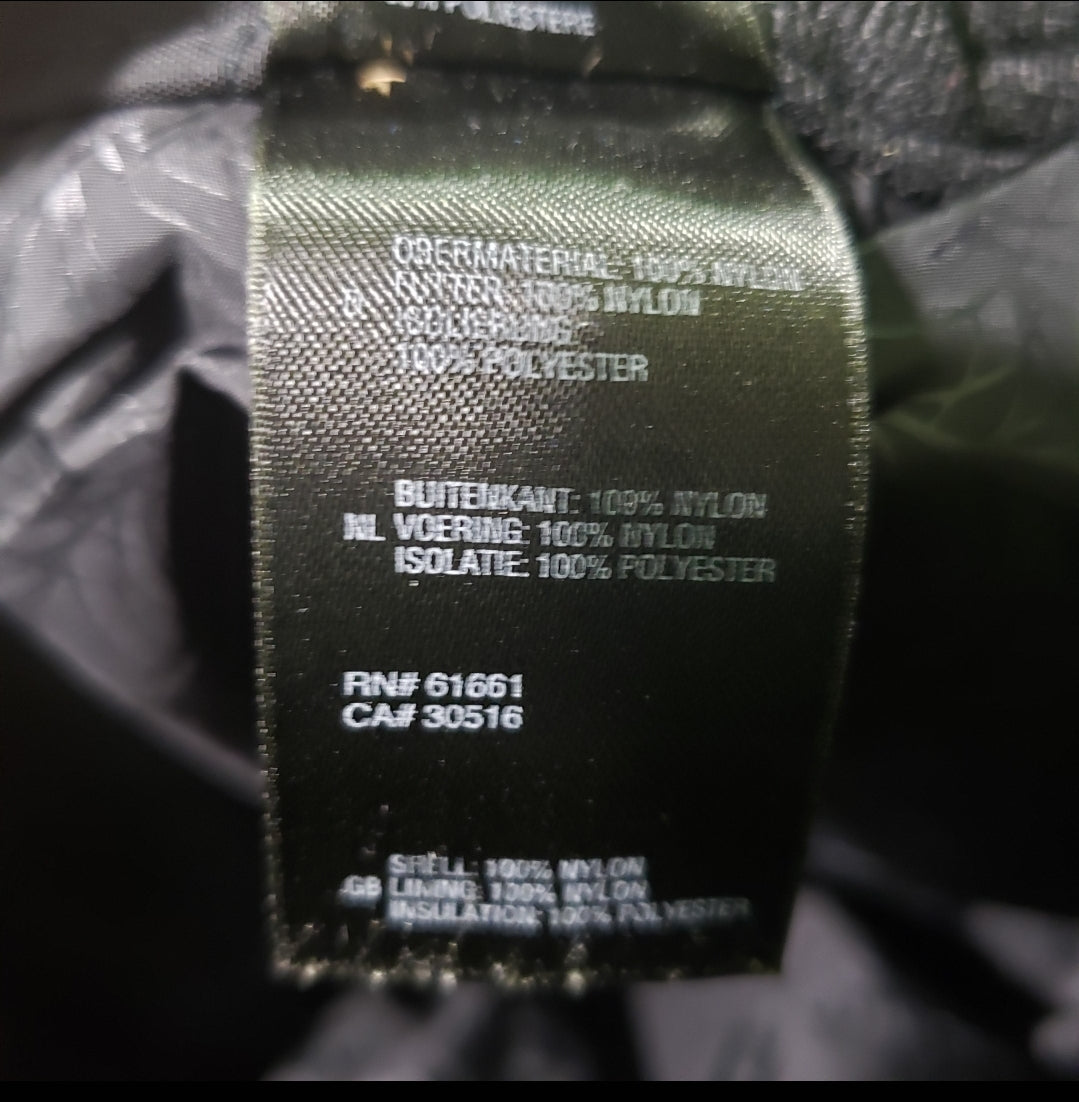 POLYESTERE
OBERMATERIAL: 100% NYLON
D FUTTER: 100% NYLON
ISOLIERUNG:
100% POLYESTER
BUITENKANT: 100% NYLON
NL VOERING: 100% NYLON
ISOLATIE: 100% POLYESTER
RN# 61661
CA# 30516
SHELL: 100% NYLON
GB LINING: 100% NYLON
INSULATION: 100% POLYESTER